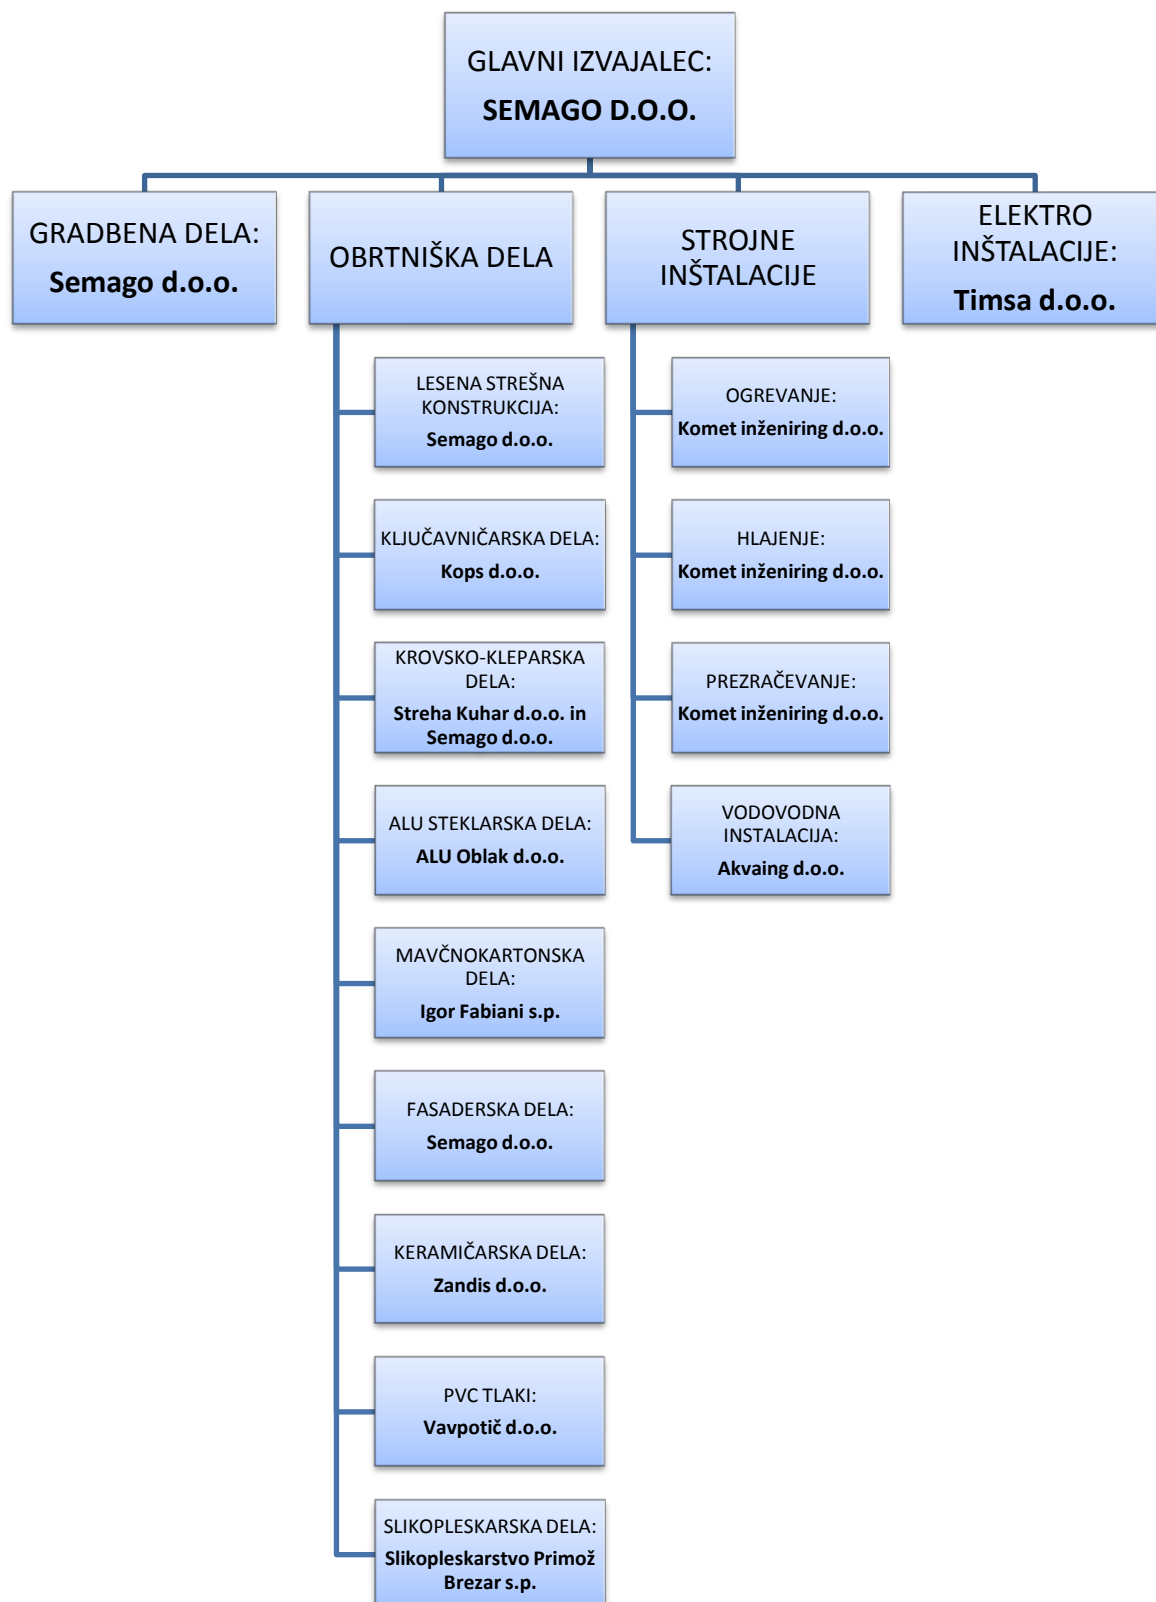 GLAVNI IZVAJALEC:
SEMAGO D.O.O.
GRADBENA DELA:
Semago d.o.o.
OBRTNIŠKA DELA
LESENA STREŠNA
KONSTRUKCIJA:
Semago d.o.o.
KLJUČAVNIČARSKA DELA:
Kops d.o.o.
KROVSKO-KLEPARSKA
DELA:
Streha Kuhar d.o.o. in
Semago d.o.o.
ALU STEKLARSKA DELA:
ALU Oblak d.o.o.
MAVČNOKARTONSKA
DELA:
Igor Fabiani s.p.
FASADERSKA DELA:
Semago d.o.o.
KERAMIČARSKA DELA:
Zandis d.o.o.
PVC TLAKI:
Vavpotič d.o.o.
SLIKOPLESKARSKA DELA:
Slikopleskarstvo Primož
Brezar s.p.
STROJNE
INŠTALACIJE
OGREVANJE:
Komet inženiring d.o.o.
HLAJENJE:
Komet inženiring d.o.o.
PREZRAČEVANJE:
Komet inženiring d.o.o.
VODOVODNA
INSTALACIJA:
Akvaing d.o.o.
ELEKTRO
INŠTALACIJE:
Timsa d.o.o.